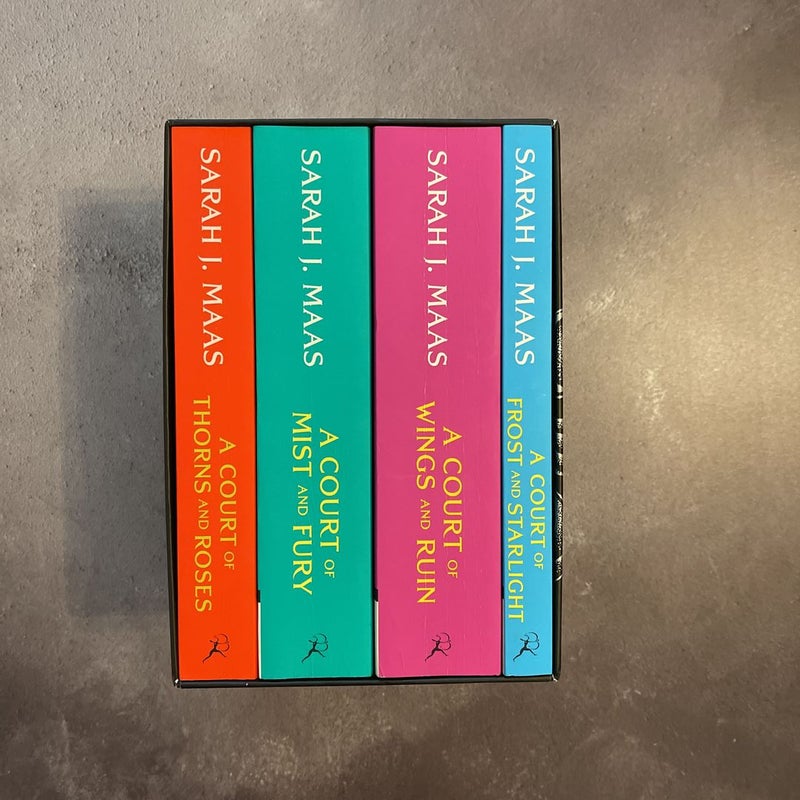 SARAH J. MAAS
A COURT OF
THORNS AND ROSES
SARAH J. MAAS
A COURT OF
MIST AND FURY
SARAH J. MAAS
A COURT OF
WINGS AND RUIN
SARAH J. MAAS
A COURT OF
FROST AND STARLIGHT